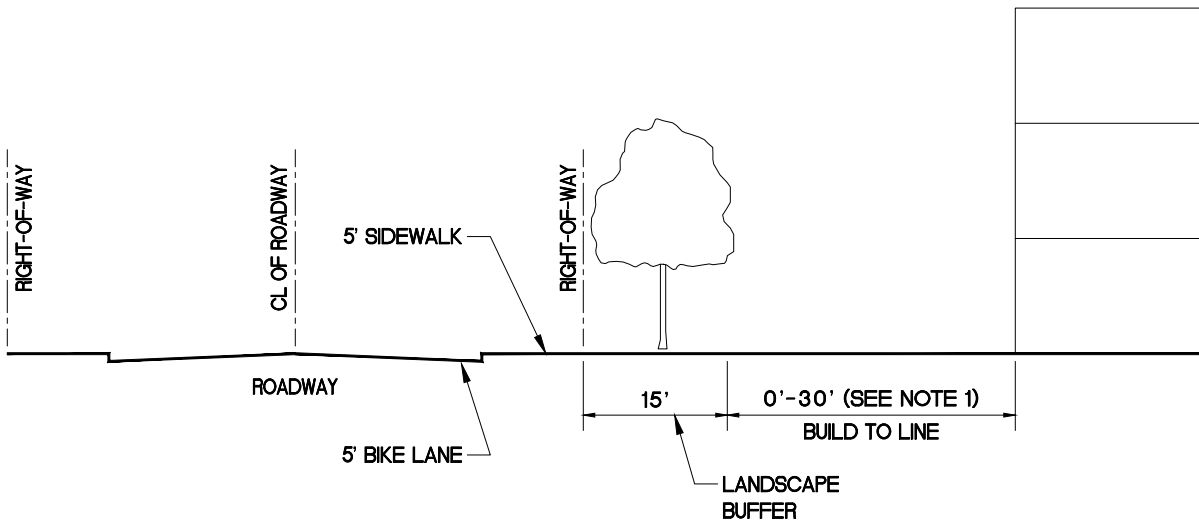 RIGHT-OF-WAY
CL OF ROADWAY
RIGHT-OF-WAY
5' SIDEWALK
ROADWAY
15'
0'-30' (SEE NOTE 1)
BUILD TO LINE
5' BIKE LANE
LANDSCAPE
BUFFER